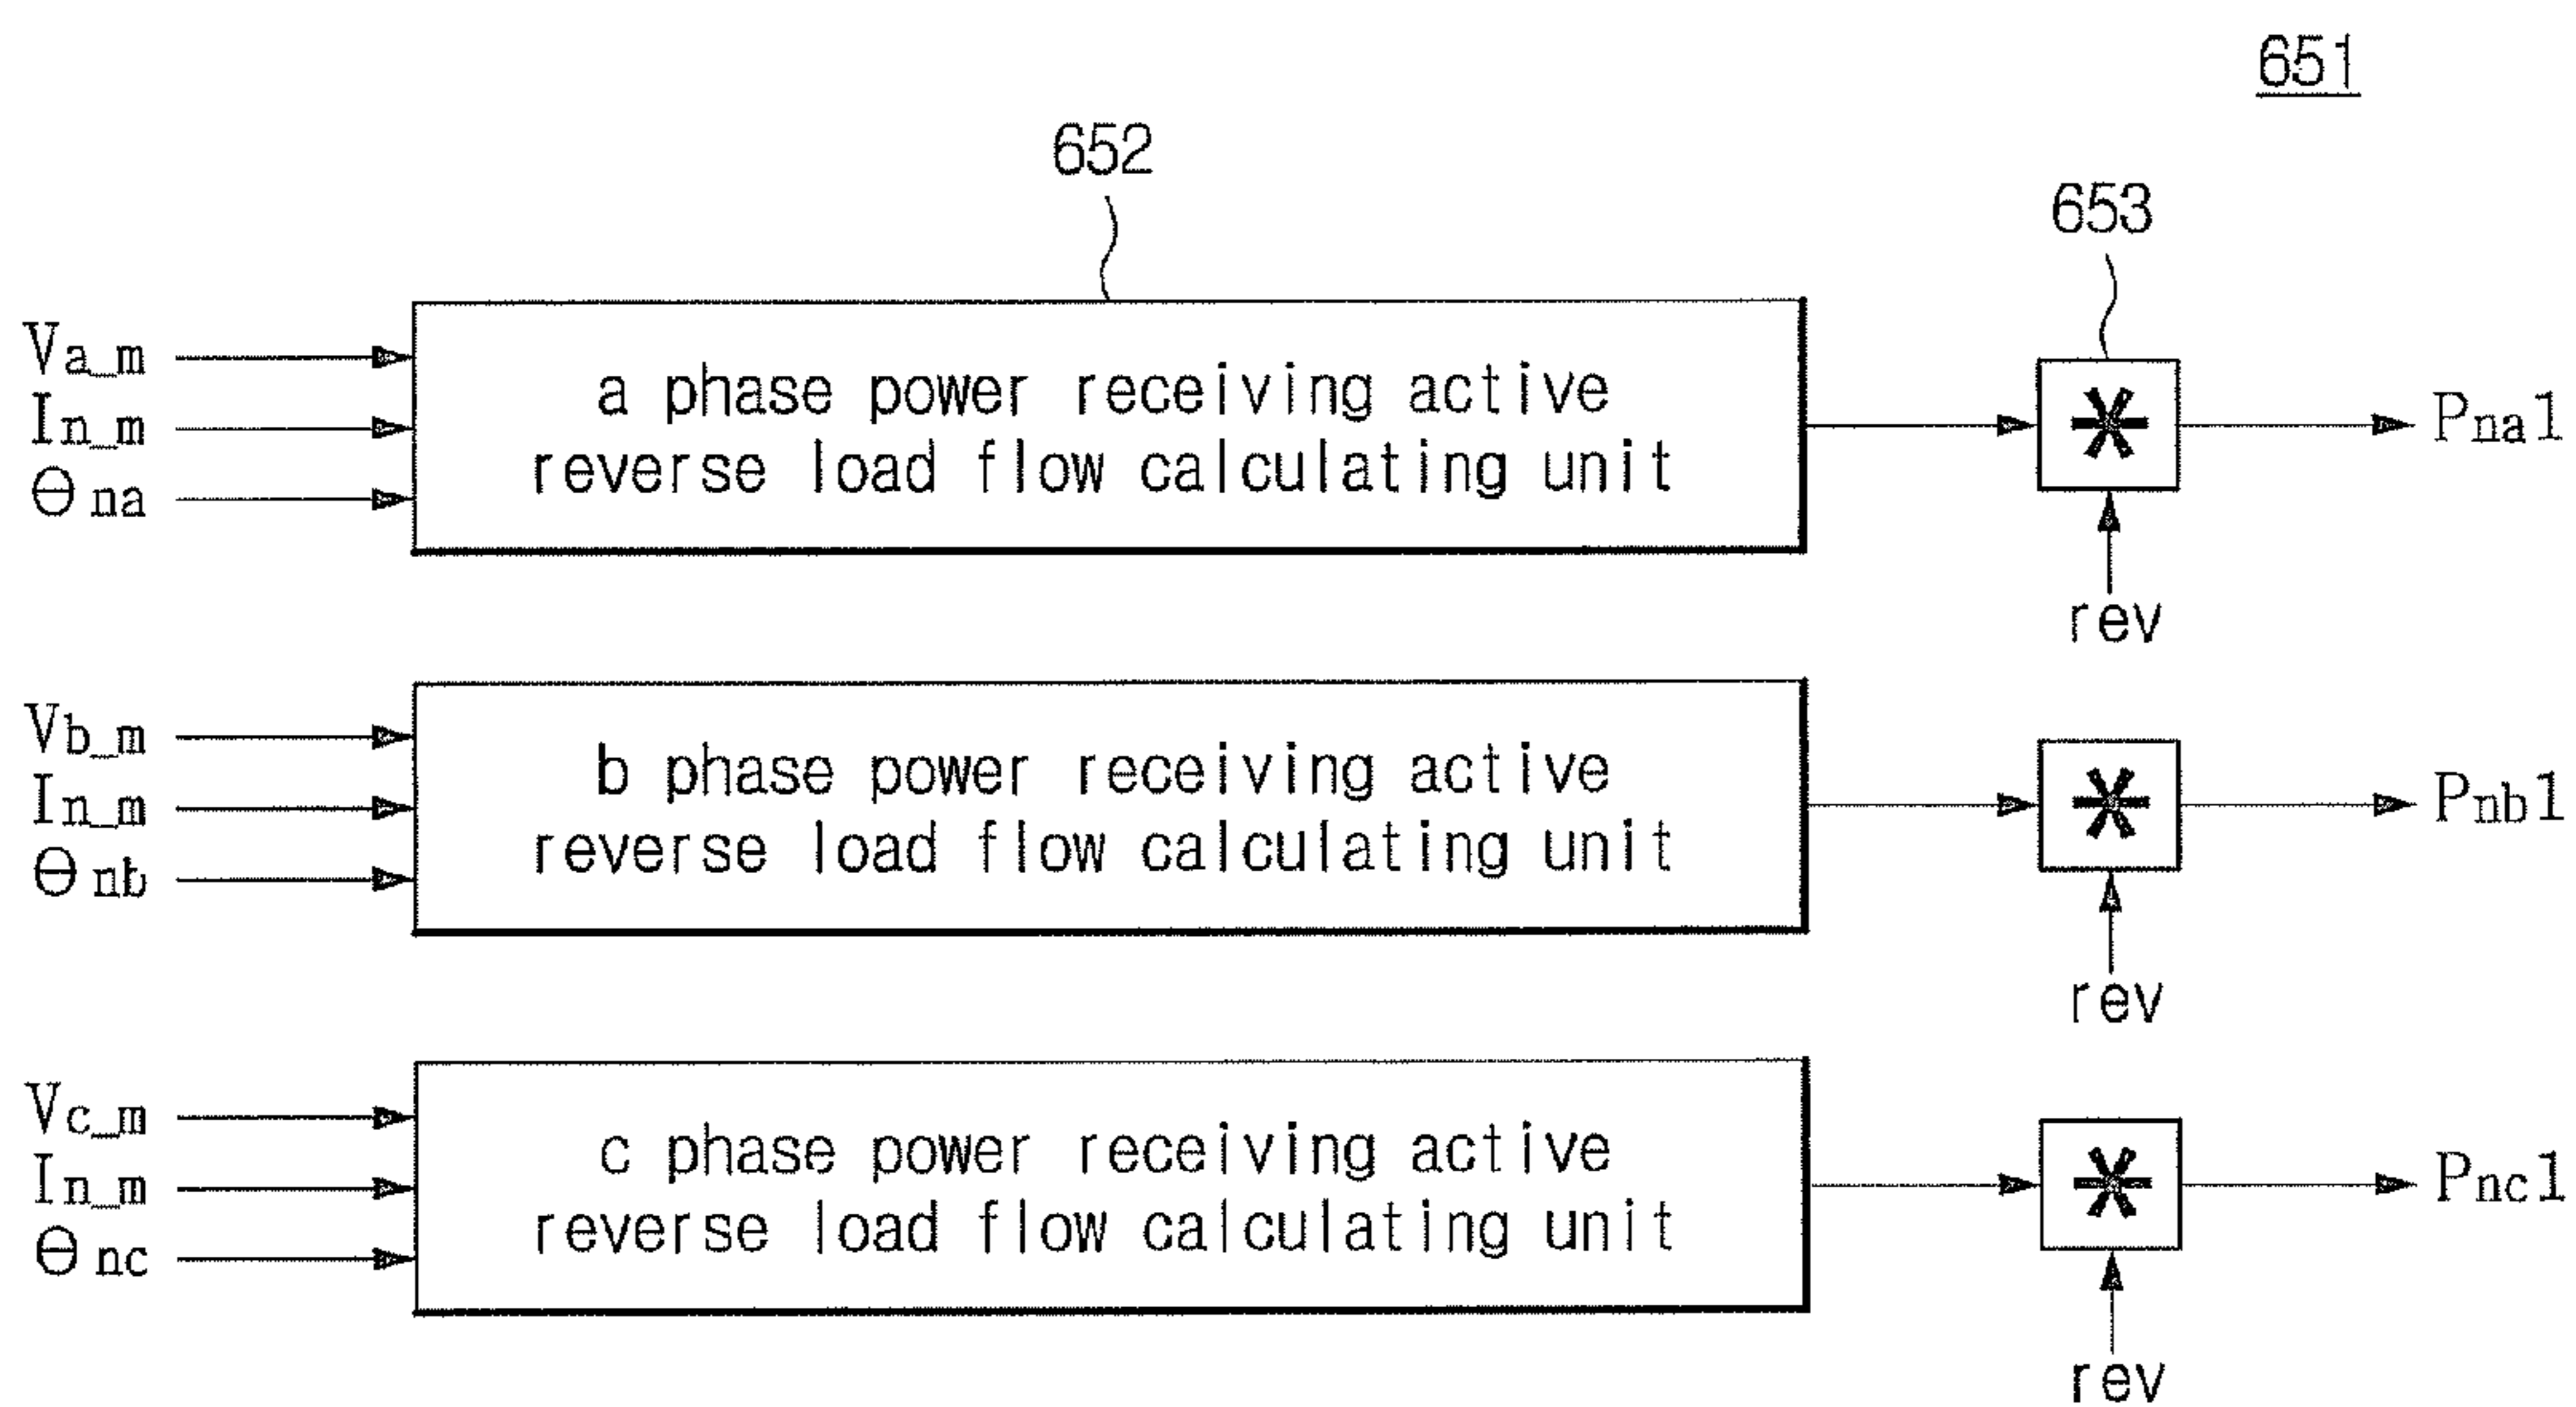 651
652
653
Va_m
In_m
Θna
a phase power receiving active
reverse load flow calculating unit
*
Pna1
rev
Vb_m
In_m
Θnb
b phase power receiving active
reverse load flow calculating unit
*
Pnb1
rev
Vc_m
In_m
Θnc
c phase power receiving active
reverse load flow calculating unit
*
Pnc1
rev